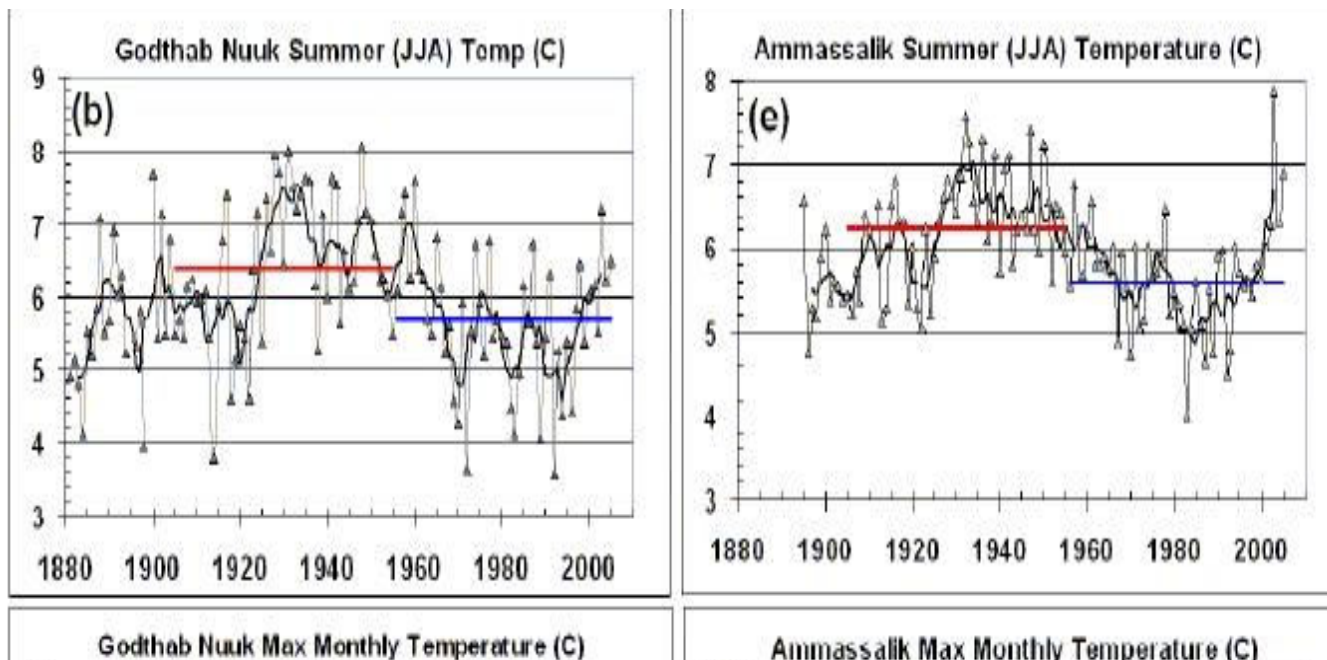 Godthab Nuuk Summer (JJA) Temp (C)
9
(b)
8
7
6
5
4
3
1880 1900 1920 1940 1960 1980 2000
Ammassalik Summer (JJA) Temperature (C)
8
(e)
7
6
5
4
3
1880 1900 1920 1940 1960 1980 2000
Godthab Nuuk Max Monthly Temperature (C)
Ammassalik Max Monthly Temperature (C)